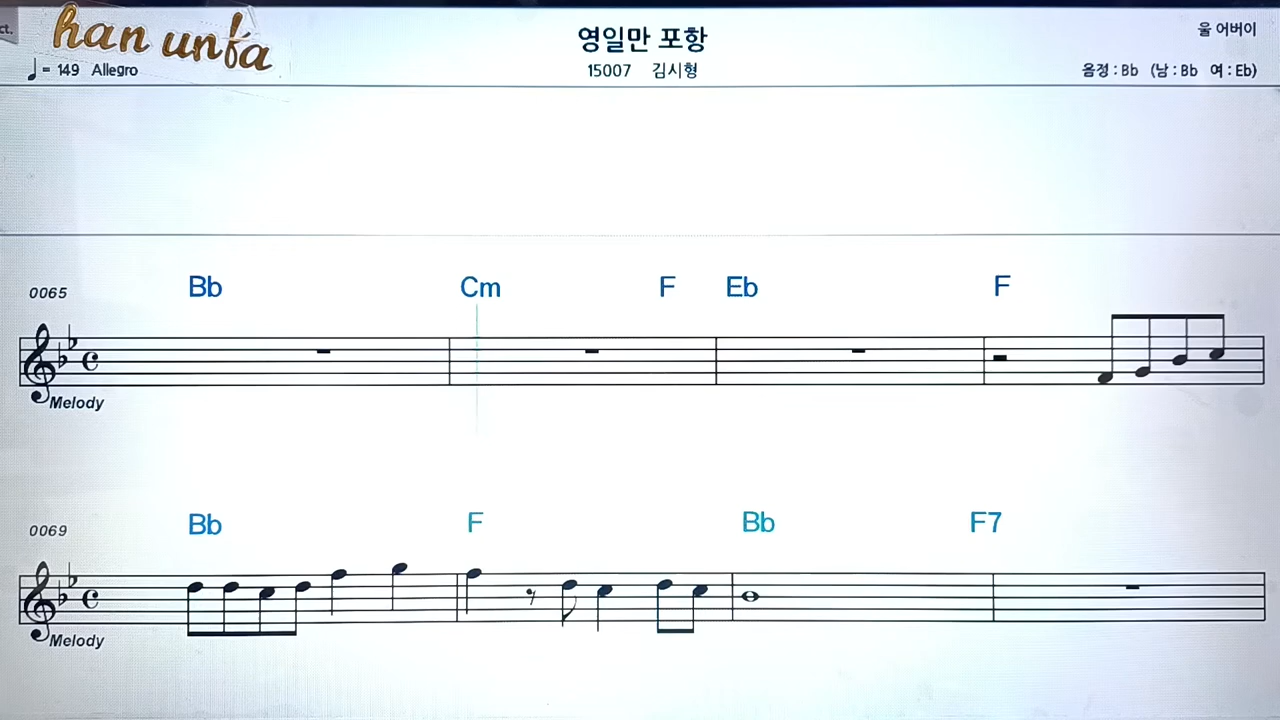 ct.
han unfa
영일만 포항
울 어버이
♩= 149 Allegro
15007 김시형
음정 : Bb (남 : Bb 여 : Eb)
Bb Cm F Eb F
0065
Melody
Bb F Bb F7
0069
Melody